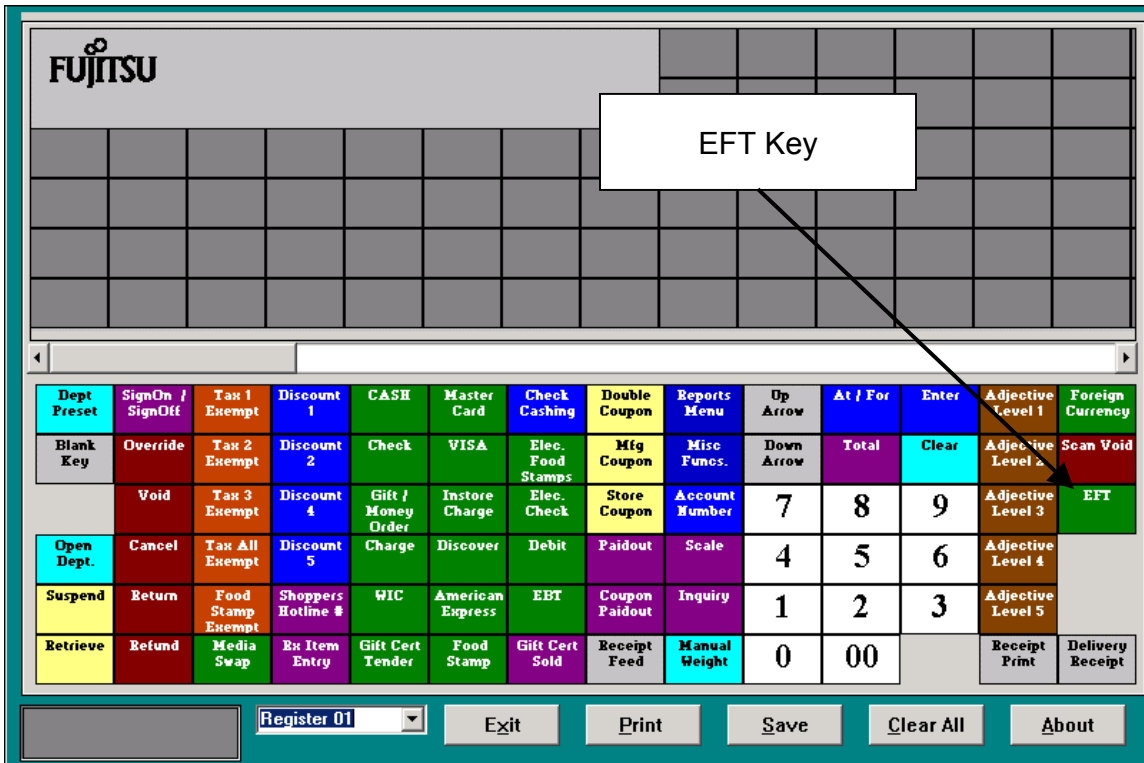 FUJITSU
EFT Key
Dept Preset
SignOn / SignOff
Tax 1 Exempt
Discount 1
CASH
Master Card
Check Cashing
Double Coupon
Reports Menu
Up Arrow
At / For
Enter
Adjective Level 1
Foreign Currency
Blank Key
Override
Tax 2 Exempt
Discount 2
Check
VISA
Elec. Food Stamps
Mfg Coupon
Misc Funcs.
Down Arrow
Total
Clear
Adjective Level 2
Scan Void
Void
Tax 3 Exempt
Discount 4
Gift / Money Order
Instore Charge
Elec. Check
Store Coupon
Account Number
7
8
9
Adjective Level 3
EFT
Open Dept.
Cancel
Tax All Exempt
Discount 5
Charge
Discover
Debit
Paidout
Scale
4
5
6
Adjective Level 4
Suspend
Return
Food Stamp Exempt
Shoppers Hotline #
WIC
American Express
EBT
Coupon Paidout
Inquiry
1
2
3
Adjective Level 5
Retrieve
Refund
Media Swap
Rx Item Entry
Gift Cert Tender
Food Stamp
Gift Cert Sold
Receipt Feed
Manual Weight
0
00
Receipt Print
Delivery Receipt
Register 01
Exit
Print
Save
Clear All
About